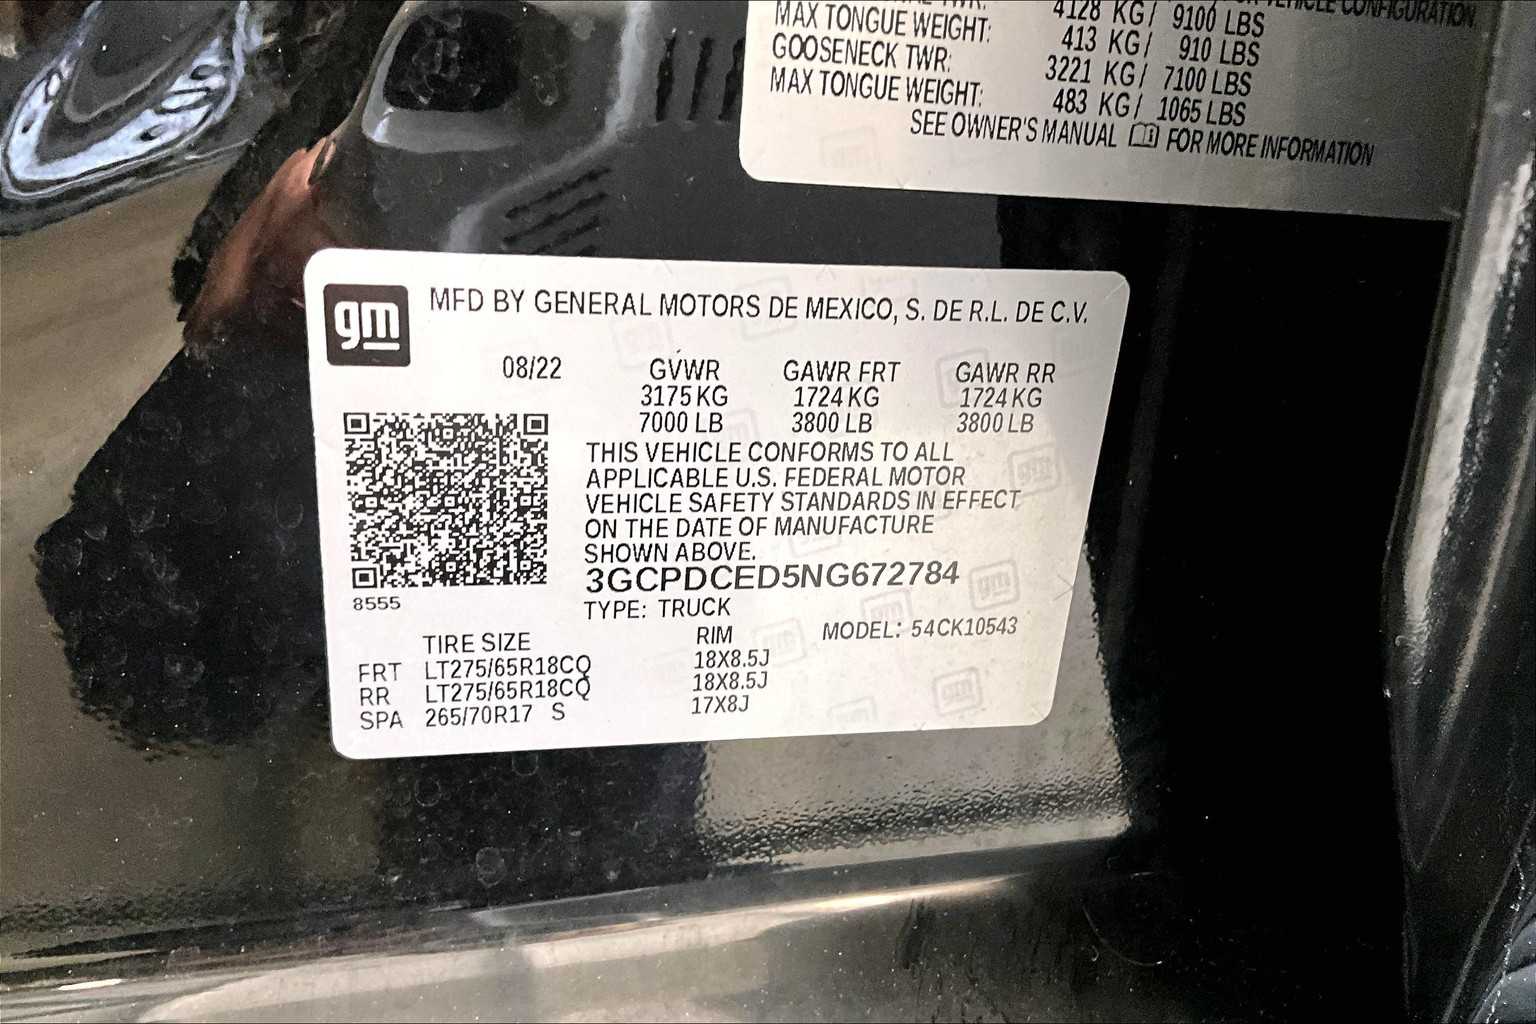 VEHICLE CONFIGURATION
4128 KG/ 9100 LBS
MAX TONGUE WEIGHT: 413 KG/ 910 LBS
GOOSENECK TWR: 3221 KG/ 7100 LBS
MAX TONGUE WEIGHT: 483 KG/ 1065 LBS
SEE OWNER'S MANUAL FOR MORE INFORMATION
gm
MFD BY GENERAL MOTORS DE MEXICO, S. DE R.L. DE C.V.
08/22 GVWR GAWR FRT GAWR RR
3175 KG 1724 KG 1724 KG
7000 LB 3800 LB 3800 LB
THIS VEHICLE CONFORMS TO ALL
APPLICABLE U.S. FEDERAL MOTOR
VEHICLE SAFETY STANDARDS IN EFFECT
ON THE DATE OF MANUFACTURE
SHOWN ABOVE.
3GCPDCED5NG672784
8555
TYPE: TRUCK
TIRE SIZE RIM MODEL: 54CK10543
FRT LT275/65R18CQ 18X8.5J
RR LT275/65R18CQ 18X8.5J
SPA 265/70R17 S 17X8J